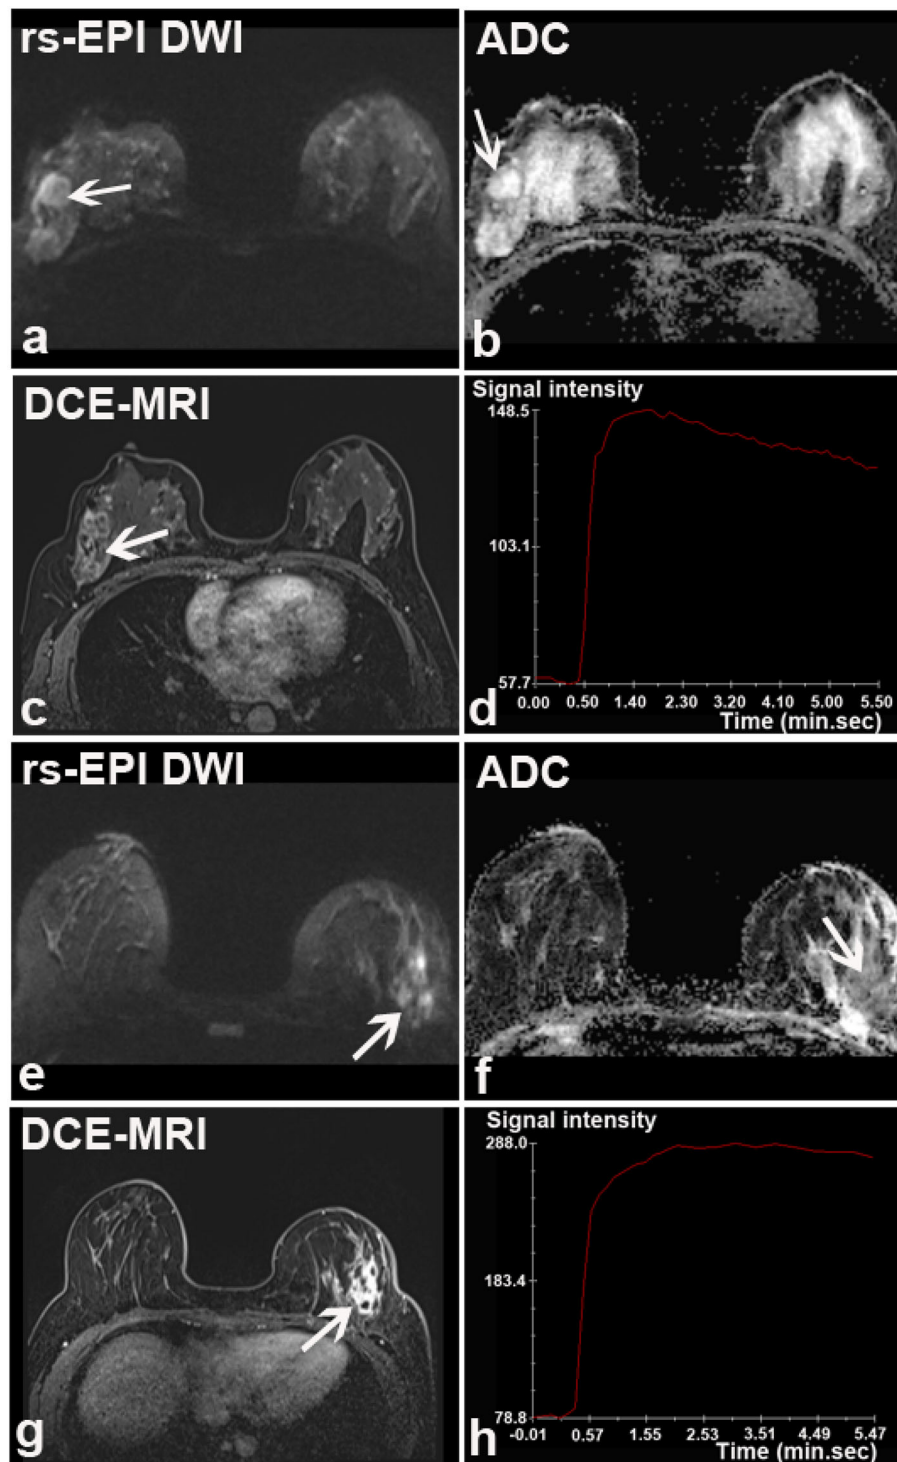 rs-EPI DWI
ADC
a
b
DCE-MRI
Signal intensity
148.5
103.1
57.7
0.00 0.50 1.40 2.30 3.20 4.10 5.00 5.50
Time (min.sec)
c
d
rs-EPI DWI
ADC
e
f
DCE-MRI
Signal intensity
288.0
183.4
78.8
-0.01 0.57 1.55 2.53 3.51 4.49 5.47
Time (min.sec)
g
h